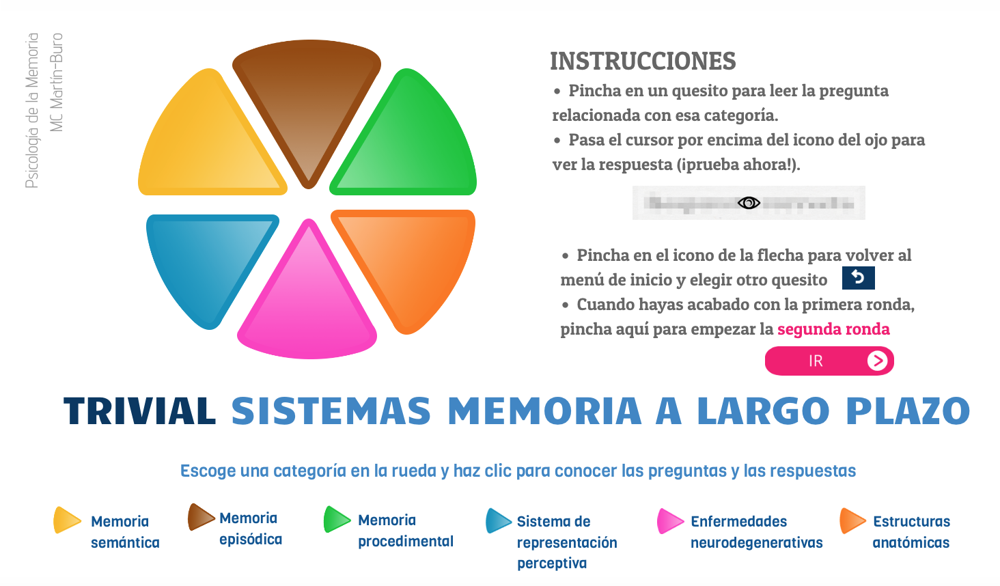 Psicología de la Memoria
MC Martín-Buro
INSTRUCCIONES
• Pincha en un quesito para leer la pregunta
relacionada con esa categoría.
• Pasa el cursor por encima del icono del ojo para
ver la respuesta (¡prueba ahora!).
• Pincha en el icono de la flecha para volver al
menú de inicio y elegir otro quesito
• Cuando hayas acabado con la primera ronda,
pincha aquí para empezar la segunda ronda
IR
TRIVIAL SISTEMAS MEMORIA A LARGO PLAZO
Escoge una categoría en la rueda y haz clic para conocer las preguntas y las respuestas
Memoria
semántica
Memoria
episódica
Memoria
procedimental
Sistema de
representación
perceptiva
Enfermedades
neurodegenerativas
Estructuras
anatómicas